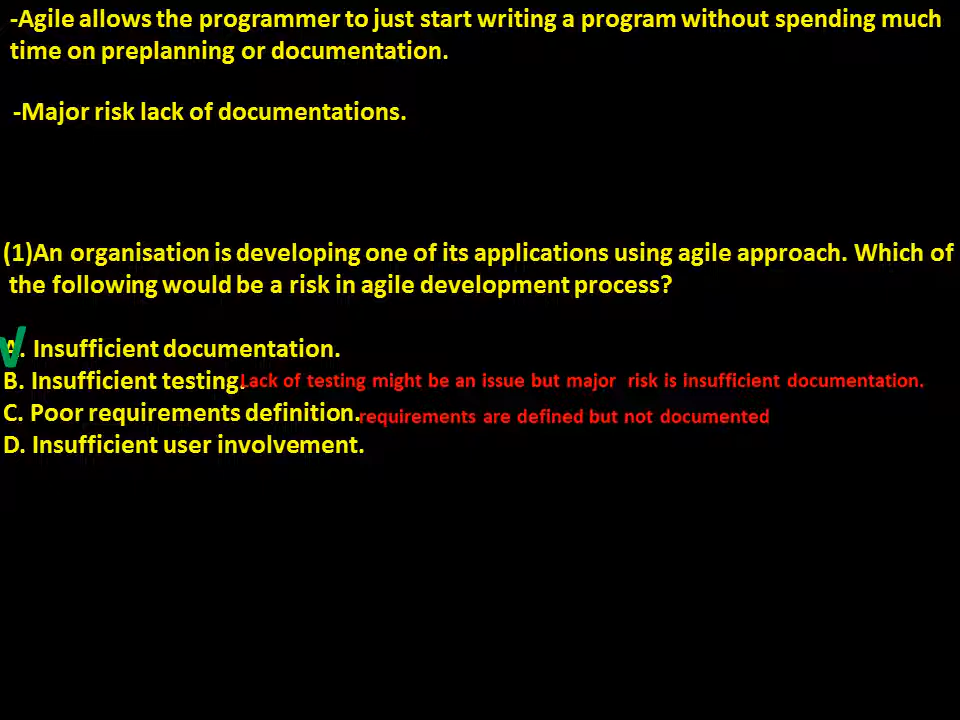 -Agile allows the programmer to just start writing a program without spending much
time on preplanning or documentation.
-Major risk lack of documentations.
(1)An organisation is developing one of its applications using agile approach. Which of
the following would be a risk in agile development process?
A. Insufficient documentation.
B. Insufficient testing. Lack of testing might be an issue but major risk is insufficient documentation.
C. Poor requirements definition. requirements are defined but not documented
D. Insufficient user involvement.